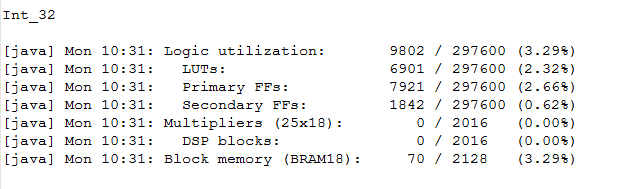 Int_32
[java] Mon 10:31: Logic utilization: 9802 / 297600 (3.29%)
[java] Mon 10:31: LUTs: 6901 / 297600 (2.32%)
[java] Mon 10:31: Primary FFs: 7921 / 297600 (2.66%)
[java] Mon 10:31: Secondary FFs: 1842 / 297600 (0.62%)
[java] Mon 10:31: Multipliers (25x18): 0 / 2016 (0.00%)
[java] Mon 10:31: DSP blocks: 0 / 2016 (0.00%)
[java] Mon 10:31: Block memory (BRAM18): 70 / 2128 (3.29%)